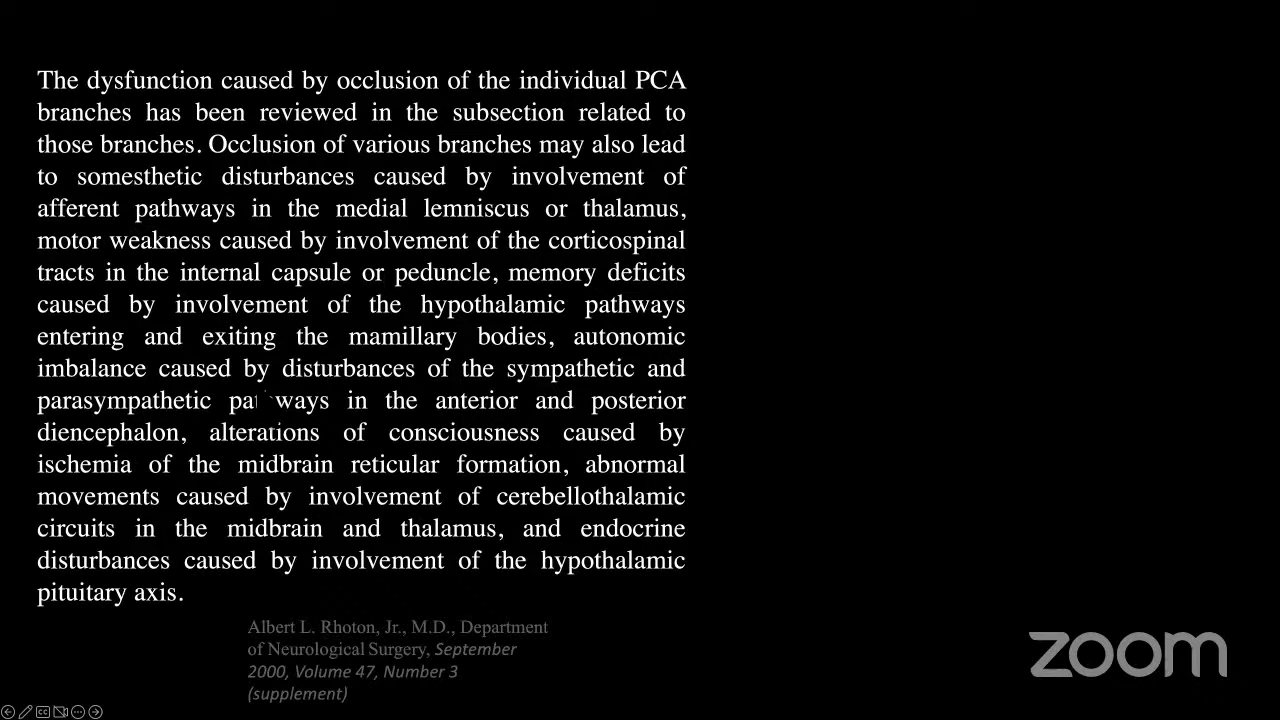 The dysfunction caused by occlusion of the individual PCA
branches has been reviewed in the subsection related to
those branches. Occlusion of various branches may also lead
to somesthetic disturbances caused by involvement of
afferent pathways in the medial lemniscus or thalamus,
motor weakness caused by involvement of the corticospinal
tracts in the internal capsule or peduncle, memory deficits
caused by involvement of the hypothalamic pathways
entering and exiting the mamillary bodies, autonomic
imbalance caused by disturbances of the sympathetic and
parasympathetic pathways in the anterior and posterior
diencephalon, alterations of consciousness caused by
ischemia of the midbrain reticular formation, abnormal
movements caused by involvement of cerebellothalamic
circuits in the midbrain and thalamus, and endocrine
disturbances caused by involvement of the hypothalamic
pituitary axis.
Albert L. Rhoton, Jr., M.D., Department
of Neurological Surgery, September
2000, Volume 47, Number 3
(supplement)
zoom